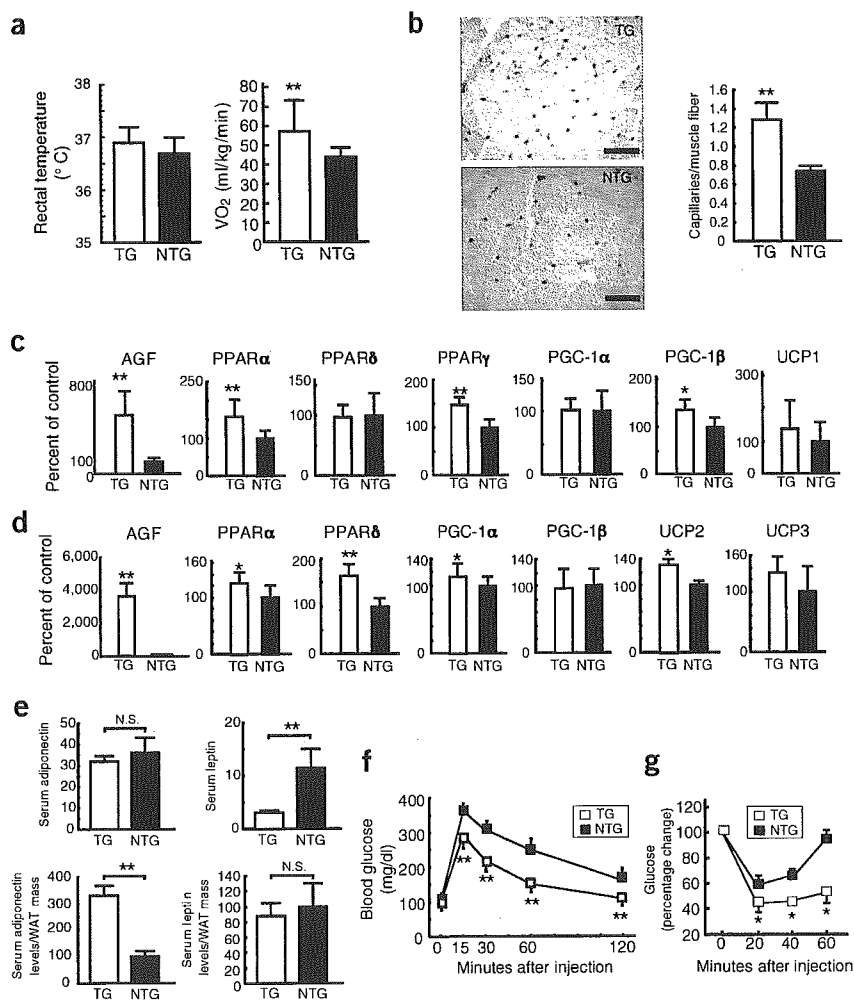 a
Rectal temperature
(° C)
38
37
36
35
TG NTG
VO2 (ml/kg/min)
80
70
60
50
40
30
20
10
0
**
TG NTG
b
TG
NTG
Capillaries/muscle fiber
1.6
1.4
1.2
1.0
0.8
0.6
0.4
0.2
0
**
TG NTG
c
Percent of control
AGF
800
100
0
**
TG NTG
PPARα
250
200
150
100
50
0
**
TG NTG
PPARδ
150
100
50
0
TG NTG
PPARγ
200
150
100
50
0
**
TG NTG
PGC-1α
150
100
50
0
TG NTG
PGC-1β
200
150
100
50
0
*
TG NTG
UCP1
300
200
100
0
TG NTG
d
Percent of control
AGF
6,000
4,000
2,000
0
**
TG NTG
PPARα
160
100
0
*
TG NTG
PPARδ
200
100
0
**
TG NTG
PGC-1α
140
100
0
*
TG NTG
PGC-1β
140
100
0
TG NTG
UCP2
140
100
0
*
TG NTG
UCP3
160
100
0
TG NTG
e
Serum adiponectin
50
40
30
20
10
0
N.S.
TG NTG
Serum leptin
20
10
0
**
TG NTG
Serum adiponectin
levels/WAT mass
400
300
200
100
0
**
TG NTG
Serum leptin
levels/WAT mass
140
120
100
80
60
40
20
0
N.S.
TG NTG
f
Blood glucose
(mg/dl)
400
300
200
100
0
TG
NTG
** ** ** **
0 15 30 60 120
Minutes after injection
g
Glucose
(percentage change)
120
100
80
60
40
20
TG
NTG
* * *
0 20 40 60
Minutes after injection